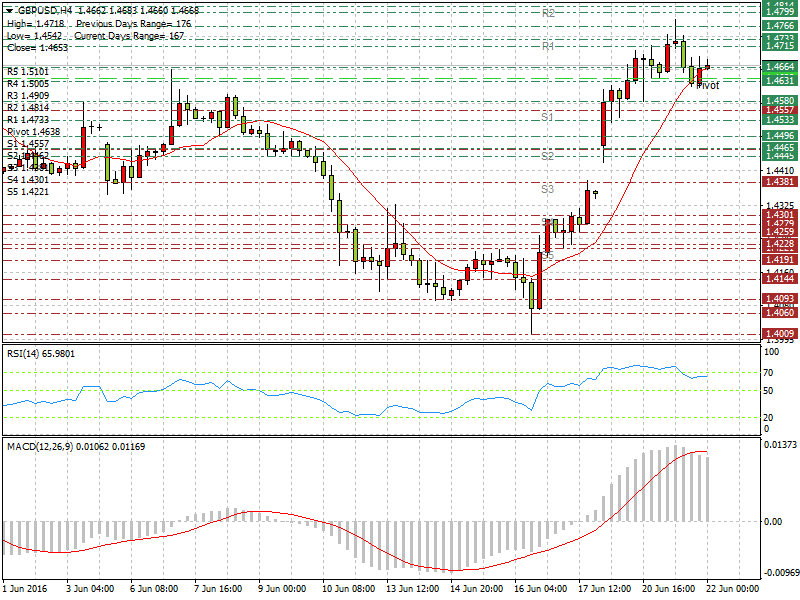 GBPUSD,H4 1.4662 1.4683 1.4660 1.4668
High= 1.4718 Previous Days Range= 176
Low= 1.4542 Current Days Range= 167
Close= 1.4653
R5 1.5101
R4 1.5005
R3 1.4909
R2 1.4814
R1 1.4733
Pivot 1.4638
S1 1.4557
S2 1.4462
S4 1.4301
S5 1.4221
R2
R1
Pivot
S1
S2
S3
1.4814
1.4799
1.4766
1.4733
1.4715
1.4664
1.4631
1.4580
1.4557
1.4533
1.4496
1.4465
1.4445
1.4410
1.4381
1.4325
1.4301
1.4279
1.4259
1.4228
1.4191
1.4160
1.4144
1.4093
1.4060
1.4009
1.3995
RSI(14) 65.9801
100
70
50
20
0
MACD(12,26,9) 0.01062 0.01169
0.01373
0.00
-0.00969
1 Jun 2016 3 Jun 04:00 6 Jun 08:00 7 Jun 16:00 9 Jun 00:00 10 Jun 08:00 13 Jun 12:00 14 Jun 20:00 16 Jun 04:00 17 Jun 12:00 20 Jun 16:00 22 Jun 00:00